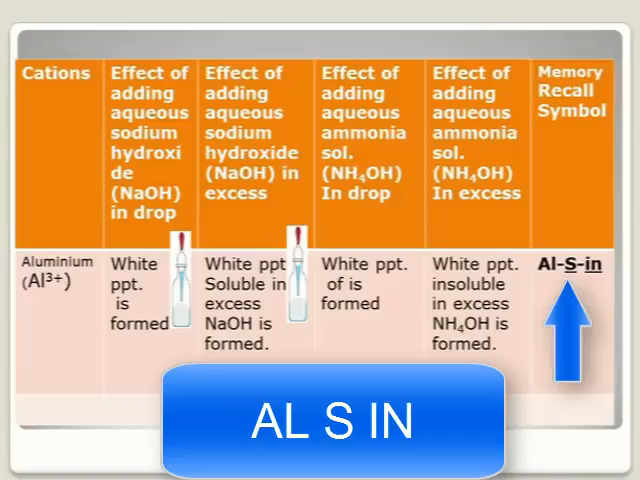 Cations
Effect of
adding
aqueous
sodium
hydroxi
de
(NaOH)
in drop
Effect of
adding
aqueous
sodium
hydroxide
(NaOH) in
excess
Effect of
adding
aqueous
ammonia
sol.
(NH₄OH)
In drop
Effect of
adding
aqueous
ammonia
sol.
(NH₄OH)
In excess
Memory
Recall
Symbol
Aluminium
(Al³⁺)
White
ppt.
is
formed
White ppt
Soluble in
excess
NaOH is
formed.
White ppt.
of is
formed
White ppt.
insoluble
in excess
NH₄OH is
formed.
Al-S-in
AL S IN